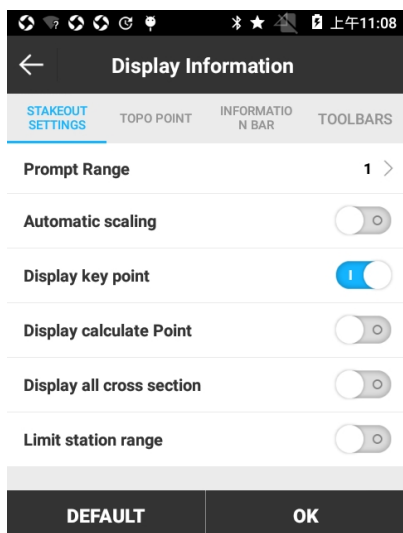 上午11:08
Display Information
STAKEOUT
SETTINGS
TOPO POINT
INFORMATIO
N BAR
TOOLBARS
Prompt Range 1
Automatic scaling
Display key point
Display calculate Point
Display all cross section
Limit station range
DEFAULT OK